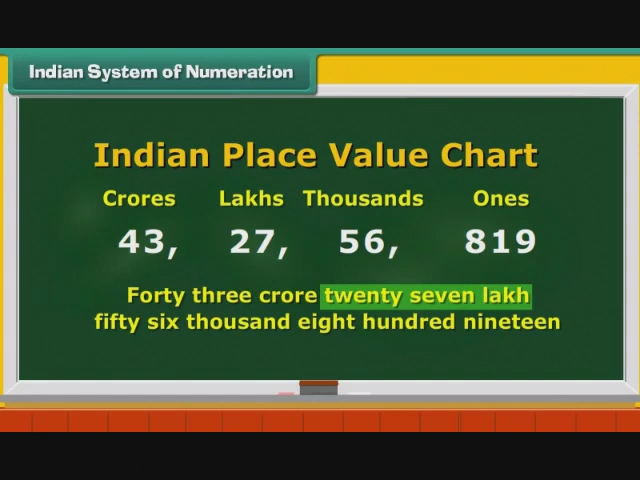 Indian System of Numeration
Indian Place Value Chart
Crores Lakhs Thousands Ones
43, 27, 56, 819
Forty three crore twenty seven lakh
fifty six thousand eight hundred nineteen